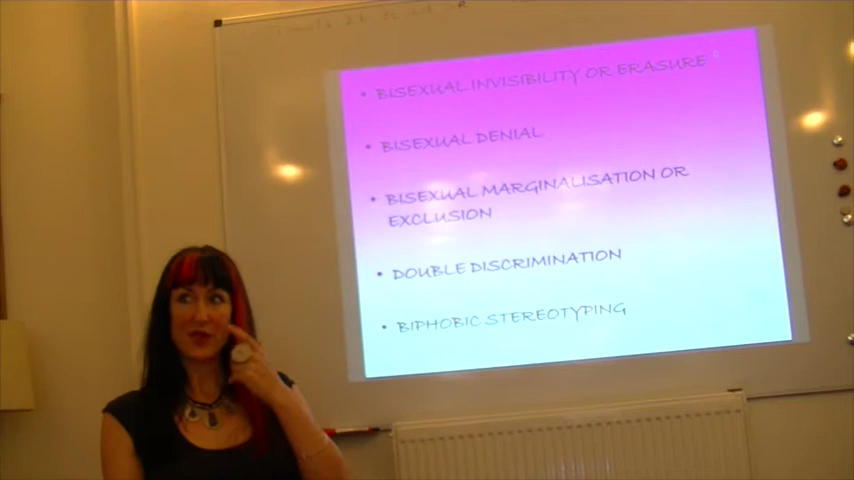 • BISEXUAL INVISIBILITY OR ERASURE
• BISEXUAL DENIAL
• BISEXUAL MARGINALISATION OR
EXCLUSION
• DOUBLE DISCRIMINATION
• BIPHOBIC STEREOTYPING